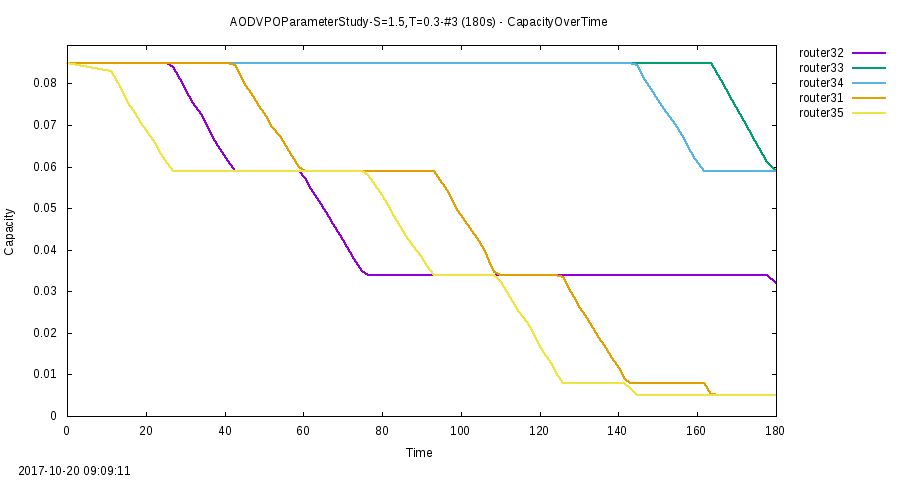 AODVPOParameterStudy-S=1.5,T=0.3-#3 (180s) - CapacityOverTime
router32
router33
router34
router31
router35
0.08
0.07
0.06
0.05
0.04
0.03
0.02
0.01
0
Capacity
0 20 40 60 80 100 120 140 160 180
Time
2017-10-20 09:09:11